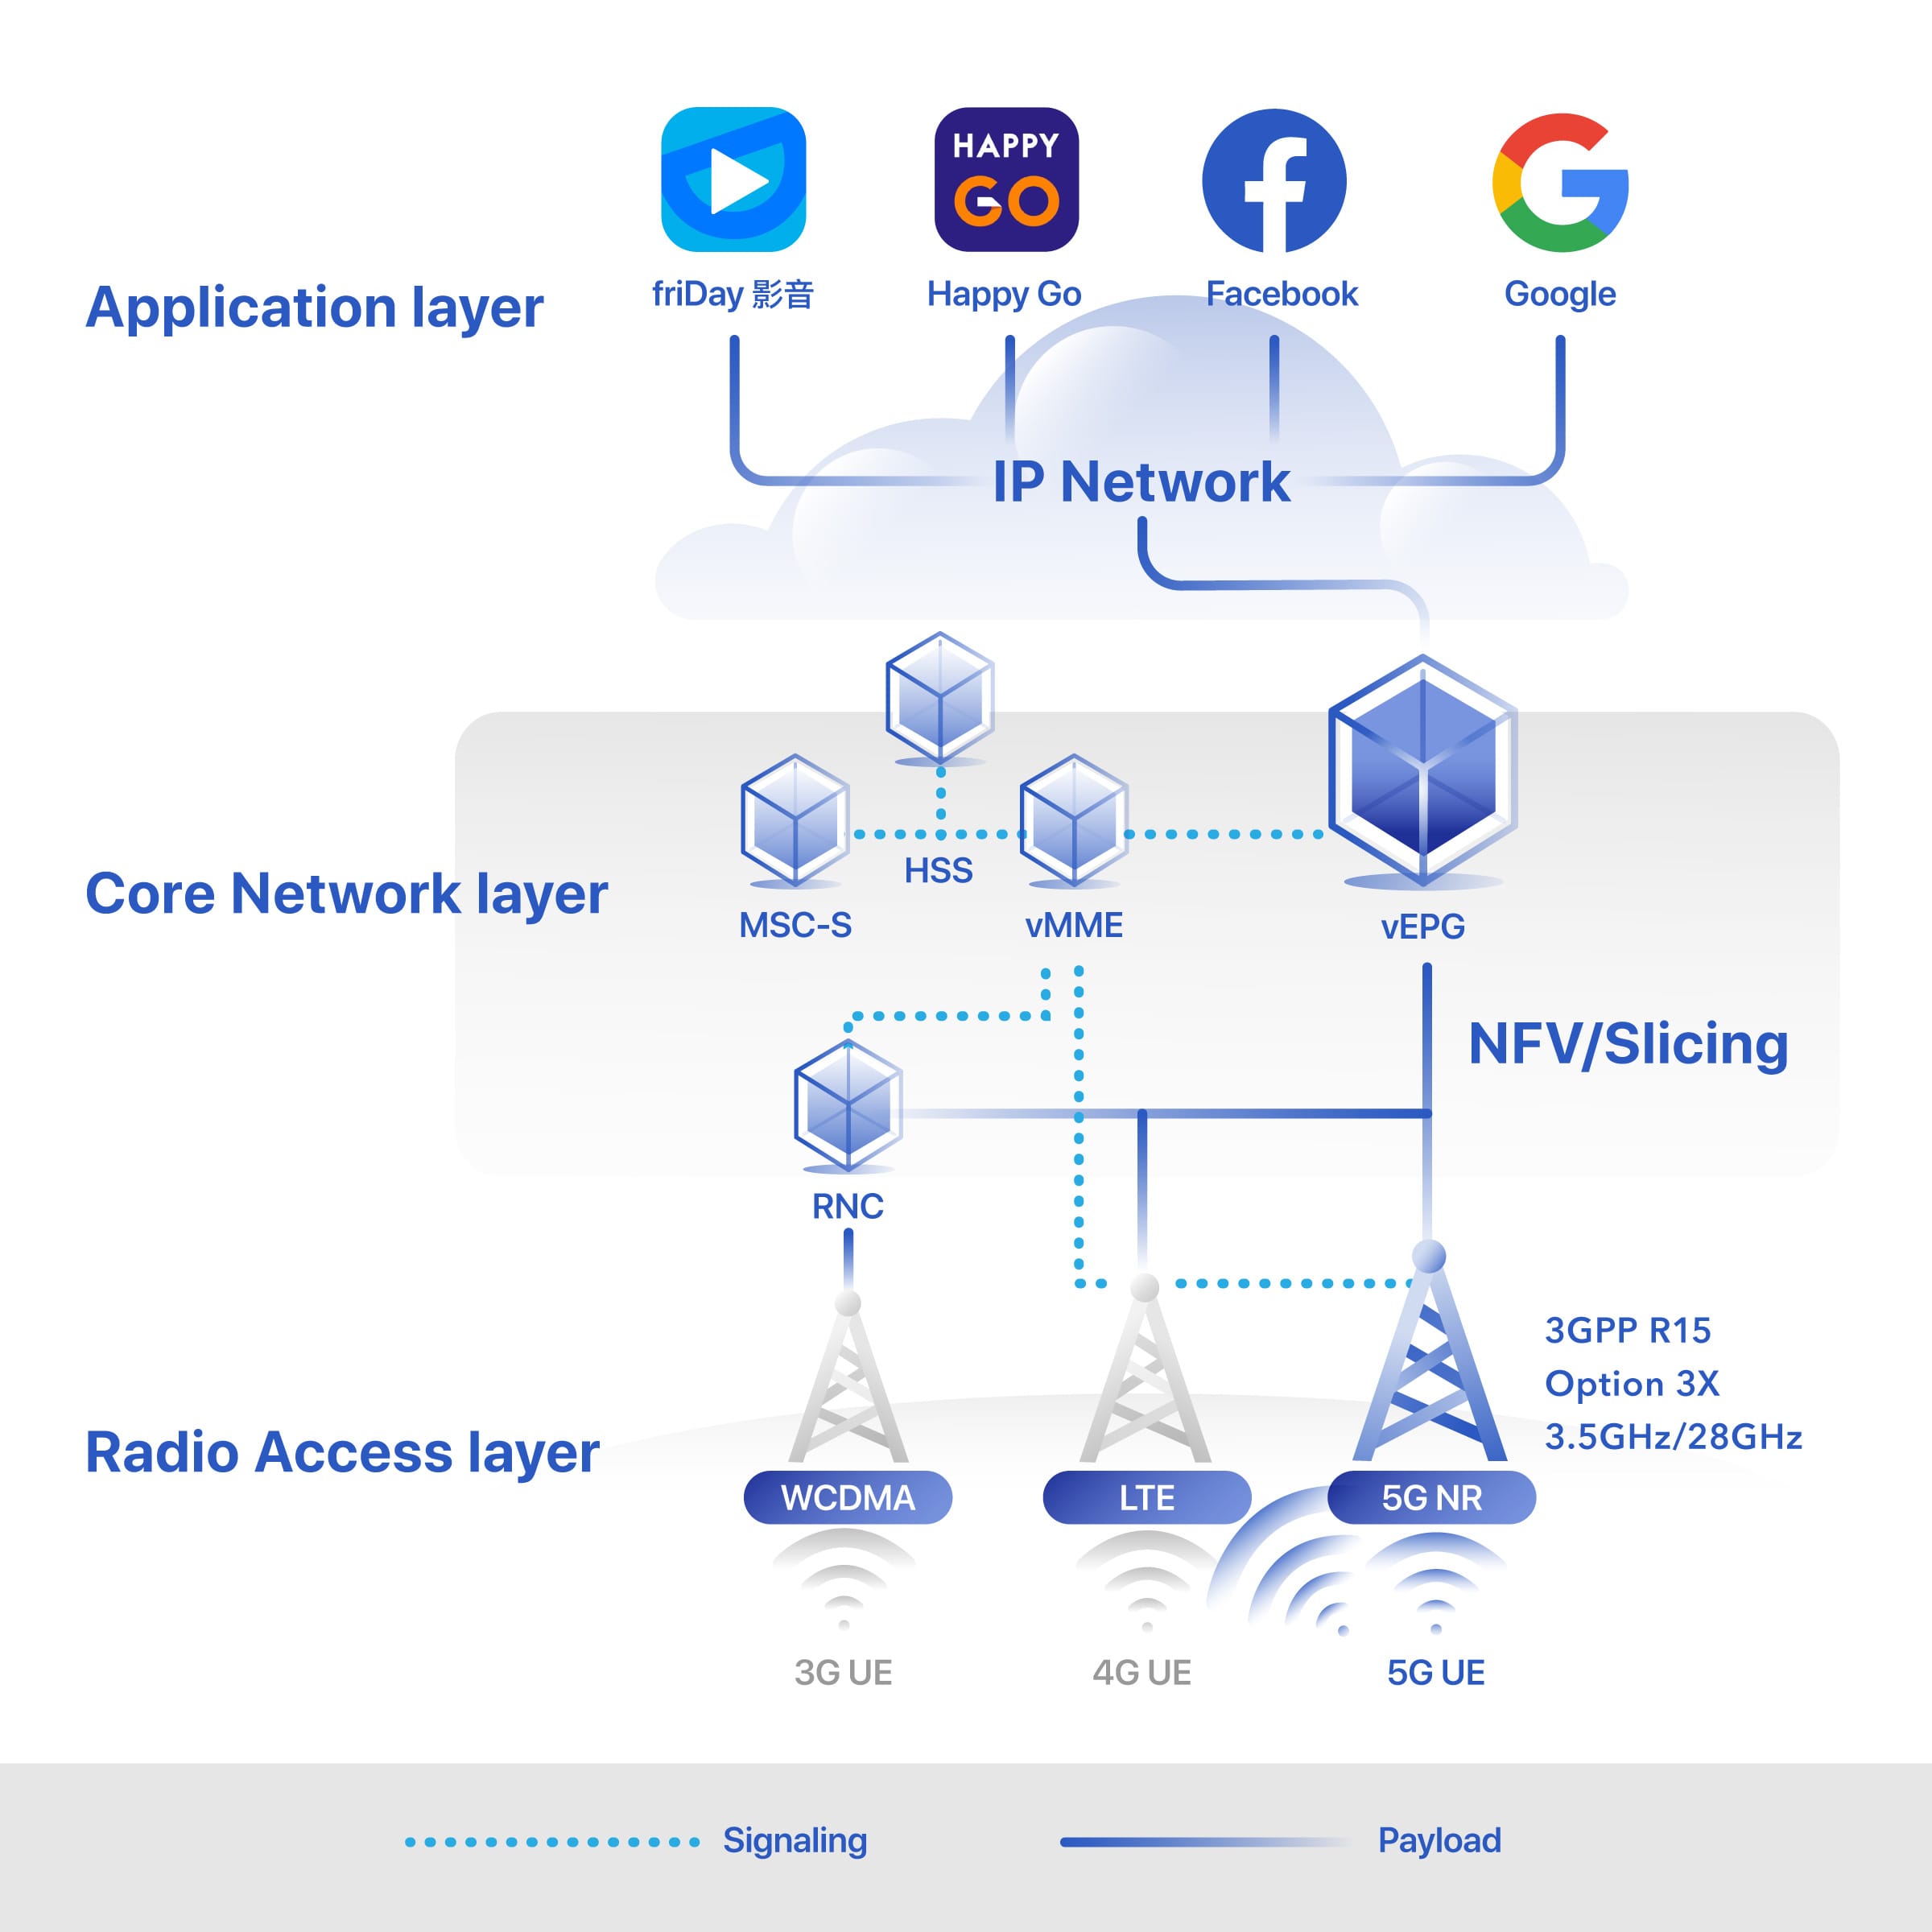 HAPPY
GO
friDay 影音
Happy Go
Facebook
Google
Application layer
IP Network
HSS
Core Network layer
MSC-S
vMME
vEPG
NFV/Slicing
RNC
3GPP R15
Option 3X
3.5GHz/28GHz
Radio Access layer
WCDMA
LTE
5G NR
3G UE
4G UE
5G UE
Signaling
Payload